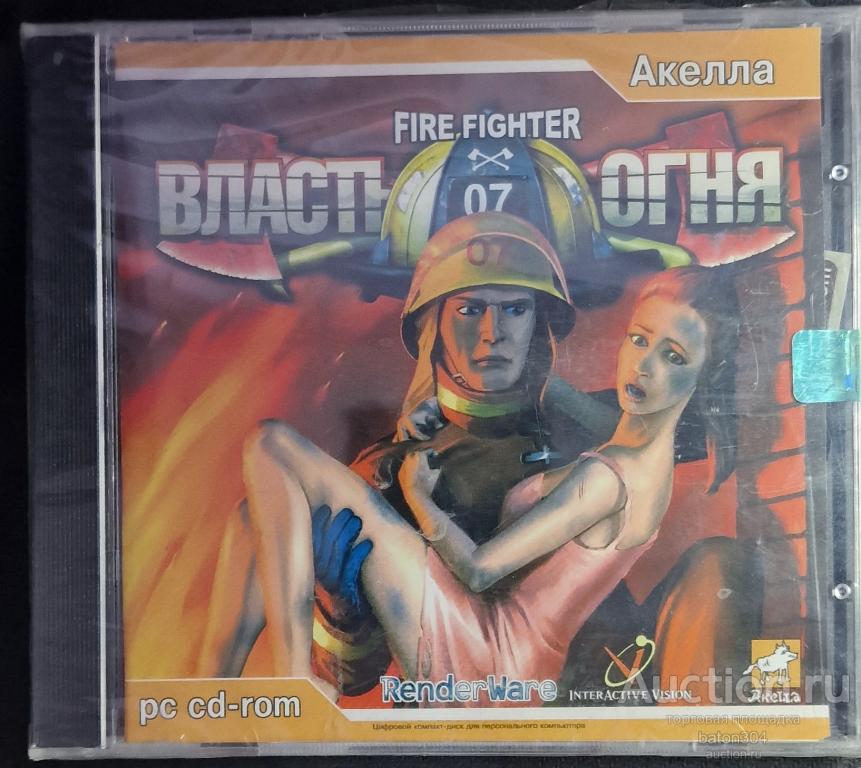 Акелла
FIRE FIGHTER
ВЛАСТЬ ОГНЯ
07
07
RenderWare
INTERACTIVE VISION
Akella
pc cd-rom
Цифровой компакт-диск для персонального компьютера
Auction.ru
торговая площадка
baton304
auction.ru